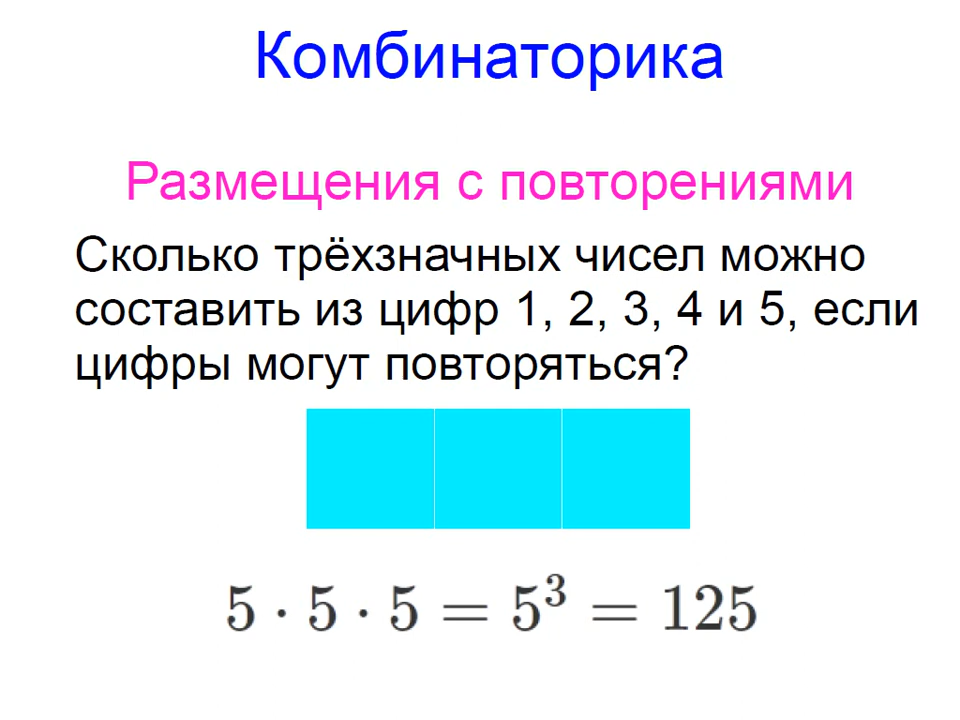 Комбинаторика
Размещения с повторениями
Сколько трёхзначных чисел можно
составить из цифр 1, 2, 3, 4 и 5, если
цифры могут повторяться?
5 · 5 · 5 = 5³ = 125